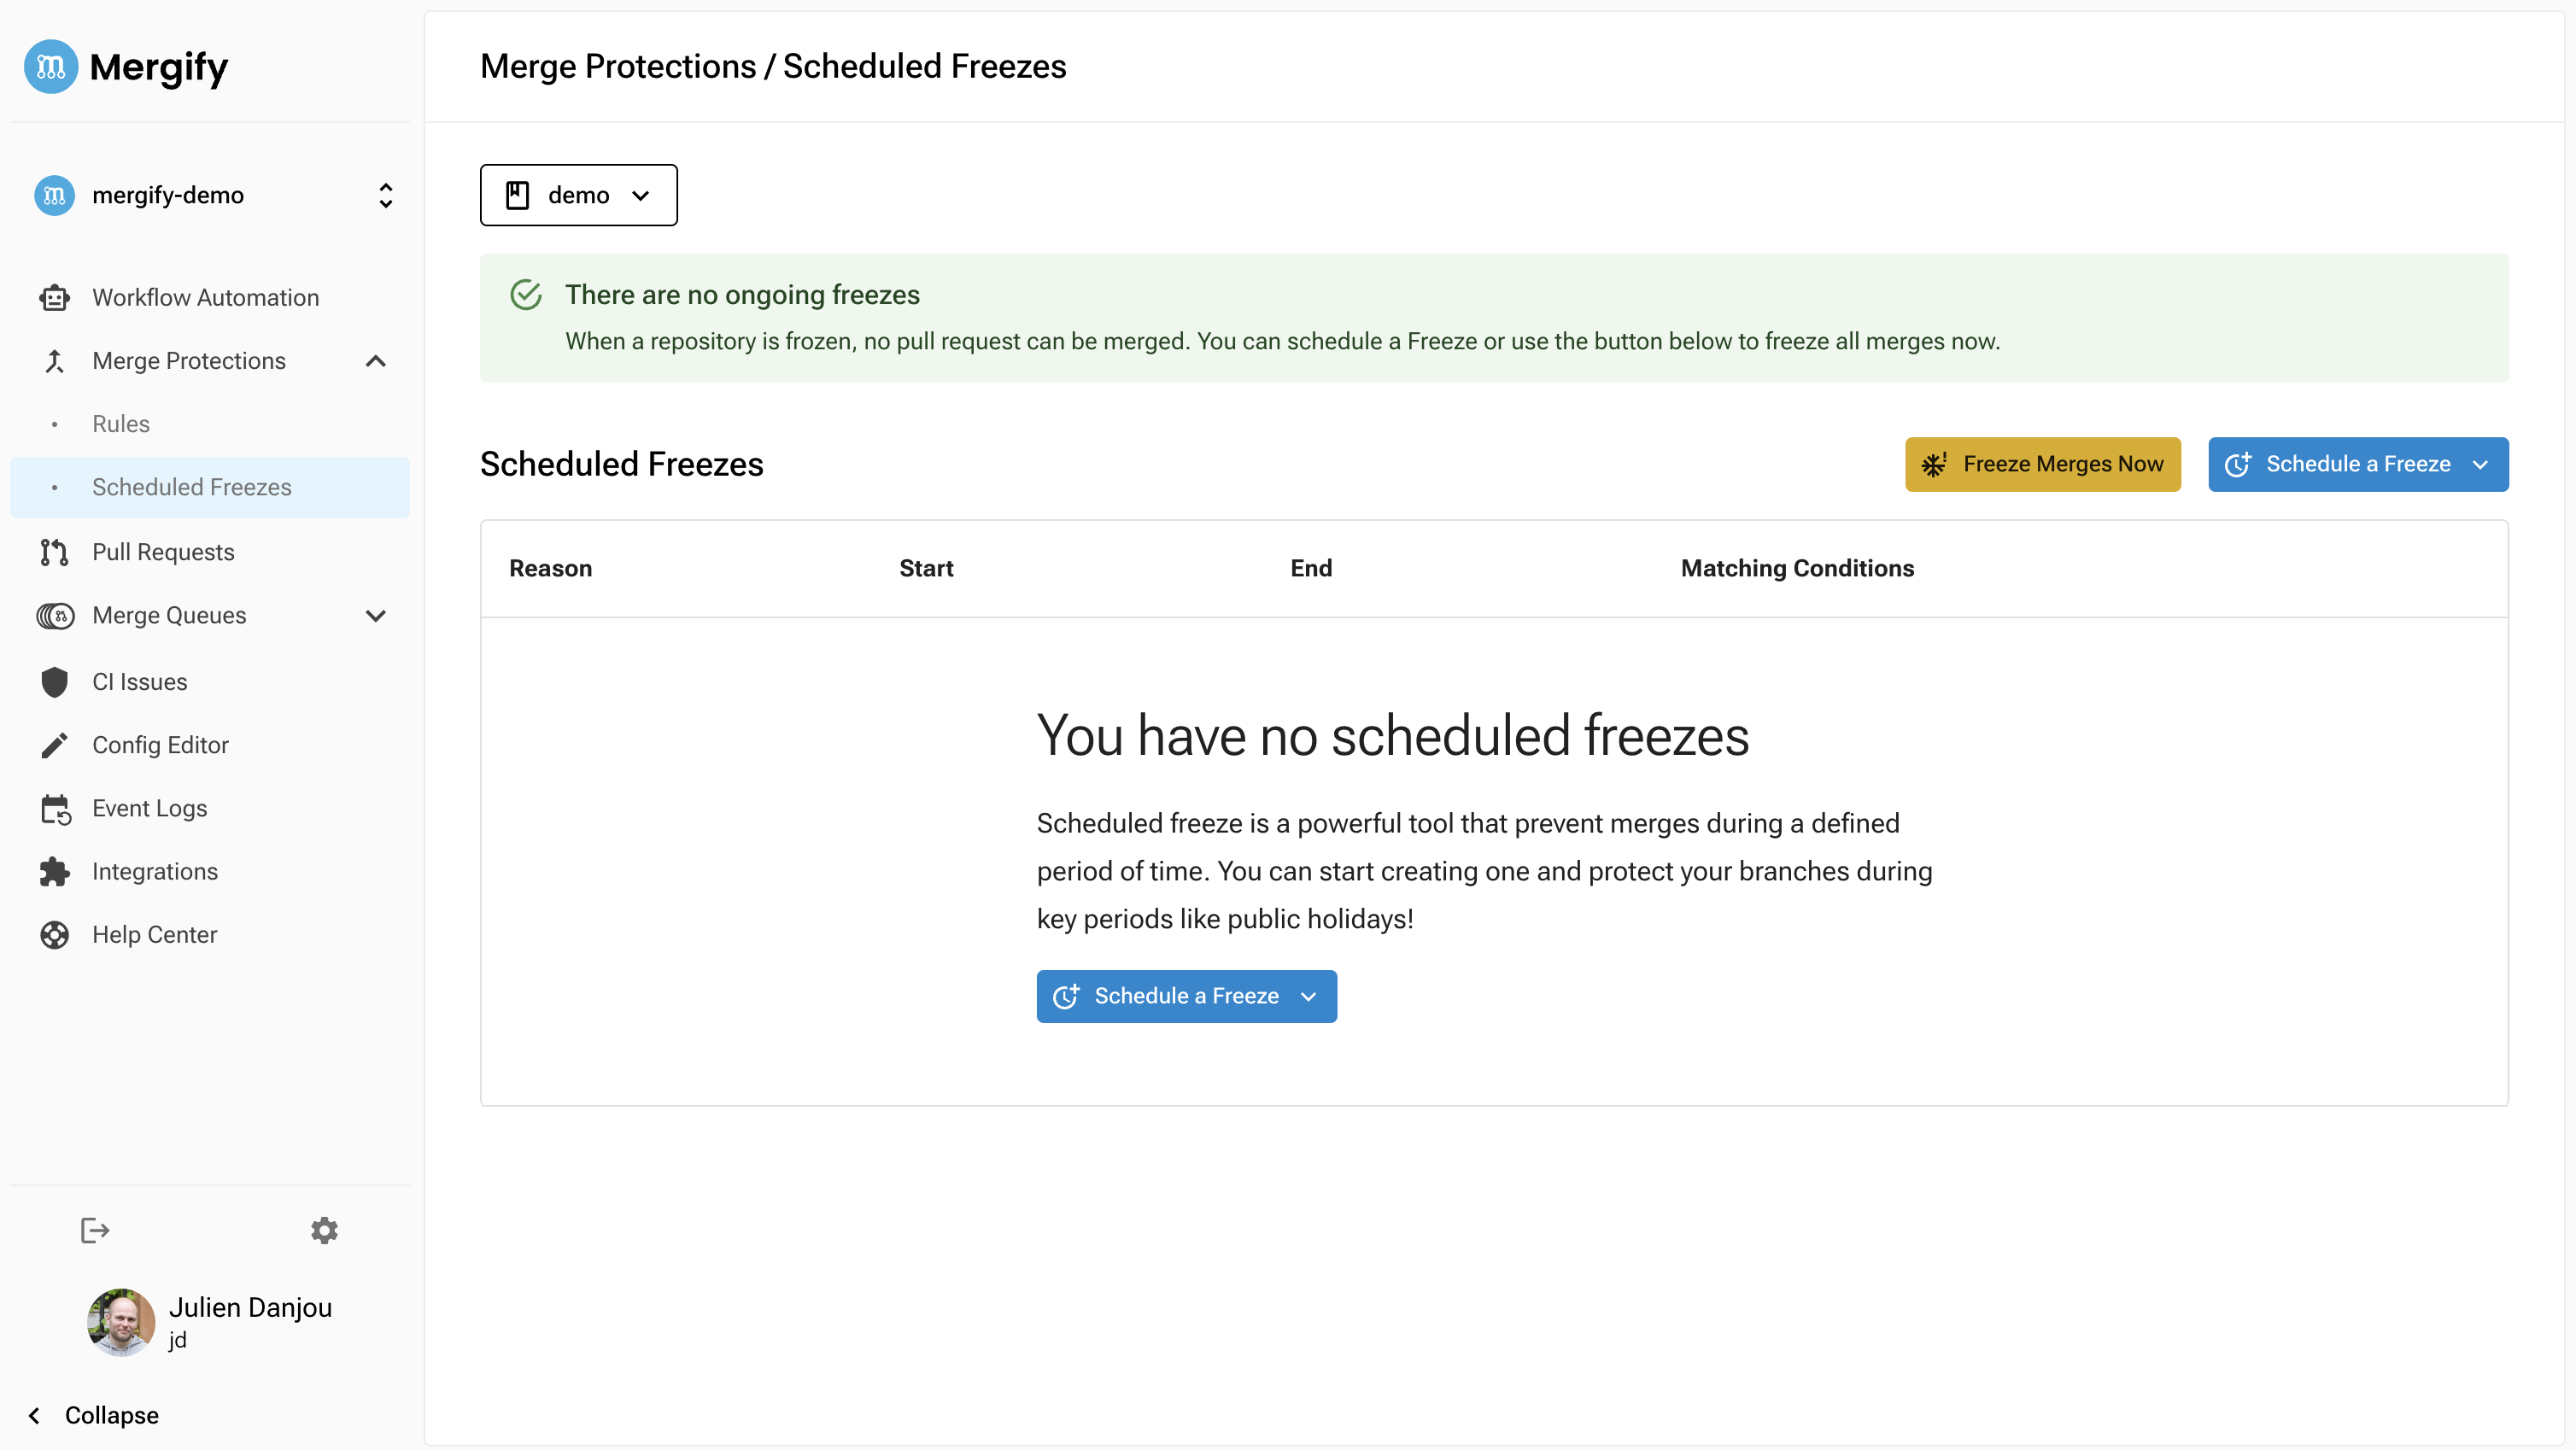 Mergify
mergify-demo
Workflow Automation
Merge Protections
Rules
Scheduled Freezes
Pull Requests
Merge Queues
CI Issues
Config Editor
Event Logs
Integrations
Help Center
Julien Danjou
jd
Collapse
Merge Protections / Scheduled Freezes
demo
There are no ongoing freezes
When a repository is frozen, no pull request can be merged. You can schedule a Freeze or use the button below to freeze all merges now.
Scheduled Freezes
Freeze Merges Now
Schedule a Freeze
Reason Start End Matching Conditions
You have no scheduled freezes
Scheduled freeze is a powerful tool that prevent merges during a defined
period of time. You can start creating one and protect your branches during
key periods like public holidays!
Schedule a Freeze